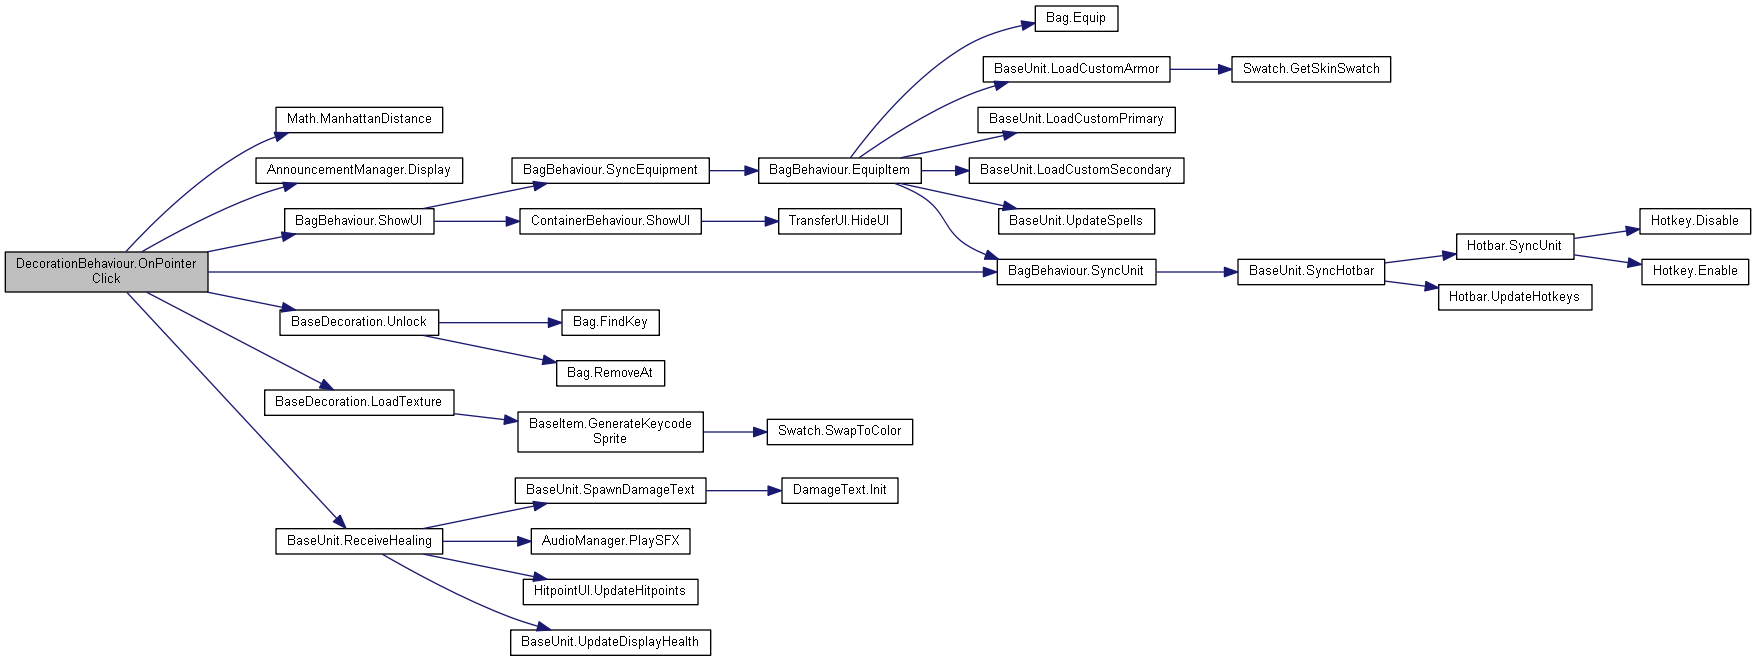 DecorationBehaviour.OnPointer
Click
Math.ManhattanDistance
AnnouncementManager.Display
BagBehaviour.ShowUI
BaseDecoration.Unlock
BaseDecoration.LoadTexture
BaseUnit.ReceiveHealing
BagBehaviour.SyncEquipment
ContainerBehaviour.ShowUI
Bag.FindKey
Bag.RemoveAt
BaseItem.GenerateKeycode
Sprite
BaseUnit.SpawnDamageText
AudioManager.PlaySFX
HitpointUI.UpdateHitpoints
BaseUnit.UpdateDisplayHealth
BagBehaviour.EquipItem
TransferUI.HideUI
Swatch.SwapToColor
DamageText.Init
Bag.Equip
BaseUnit.LoadCustomArmor
BaseUnit.LoadCustomPrimary
BaseUnit.LoadCustomSecondary
BaseUnit.UpdateSpells
BagBehaviour.SyncUnit
Swatch.GetSkinSwatch
BaseUnit.SyncHotbar
Hotbar.SyncUnit
Hotbar.UpdateHotkeys
Hotkey.Disable
Hotkey.Enable